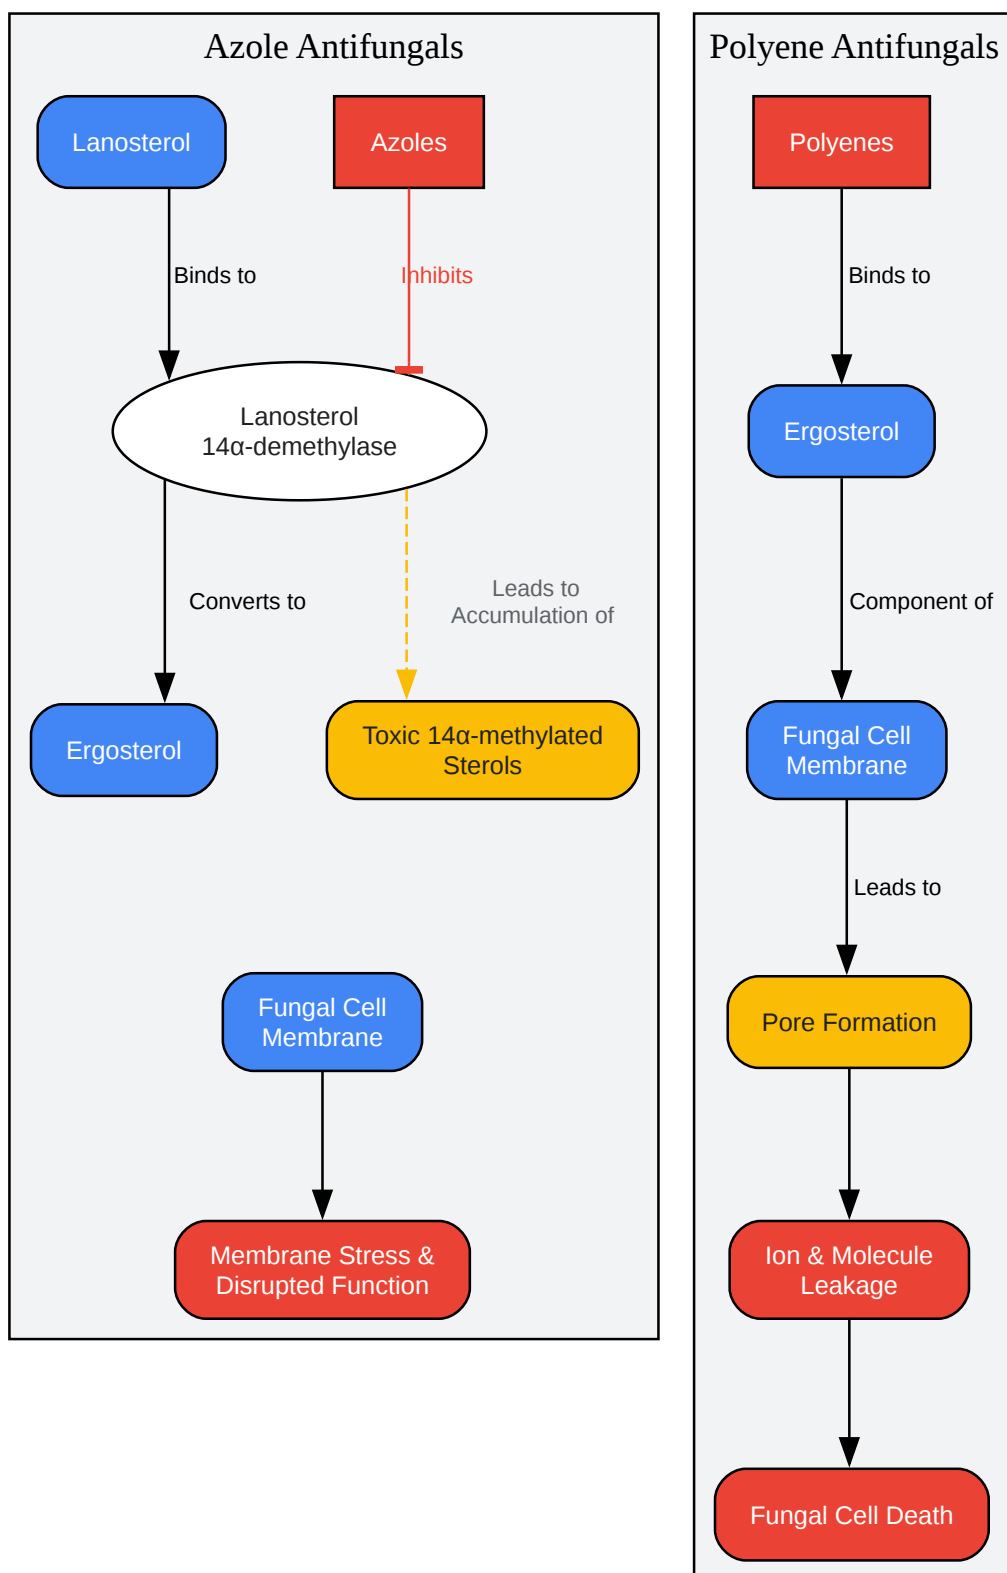 Azole Antifungals
Lanosterol
Azoles
Binds to
Inhibits
Lanosterol
14α-demethylase
Converts to
Leads to
Accumulation of
Ergosterol
Toxic 14α-methylated
Sterols
Fungal Cell
Membrane
Membrane Stress &
Disrupted Function
Polyene Antifungals
Polyenes
Binds to
Ergosterol
Component of
Fungal Cell
Membrane
Leads to
Pore Formation
Ion & Molecule
Leakage
Fungal Cell Death